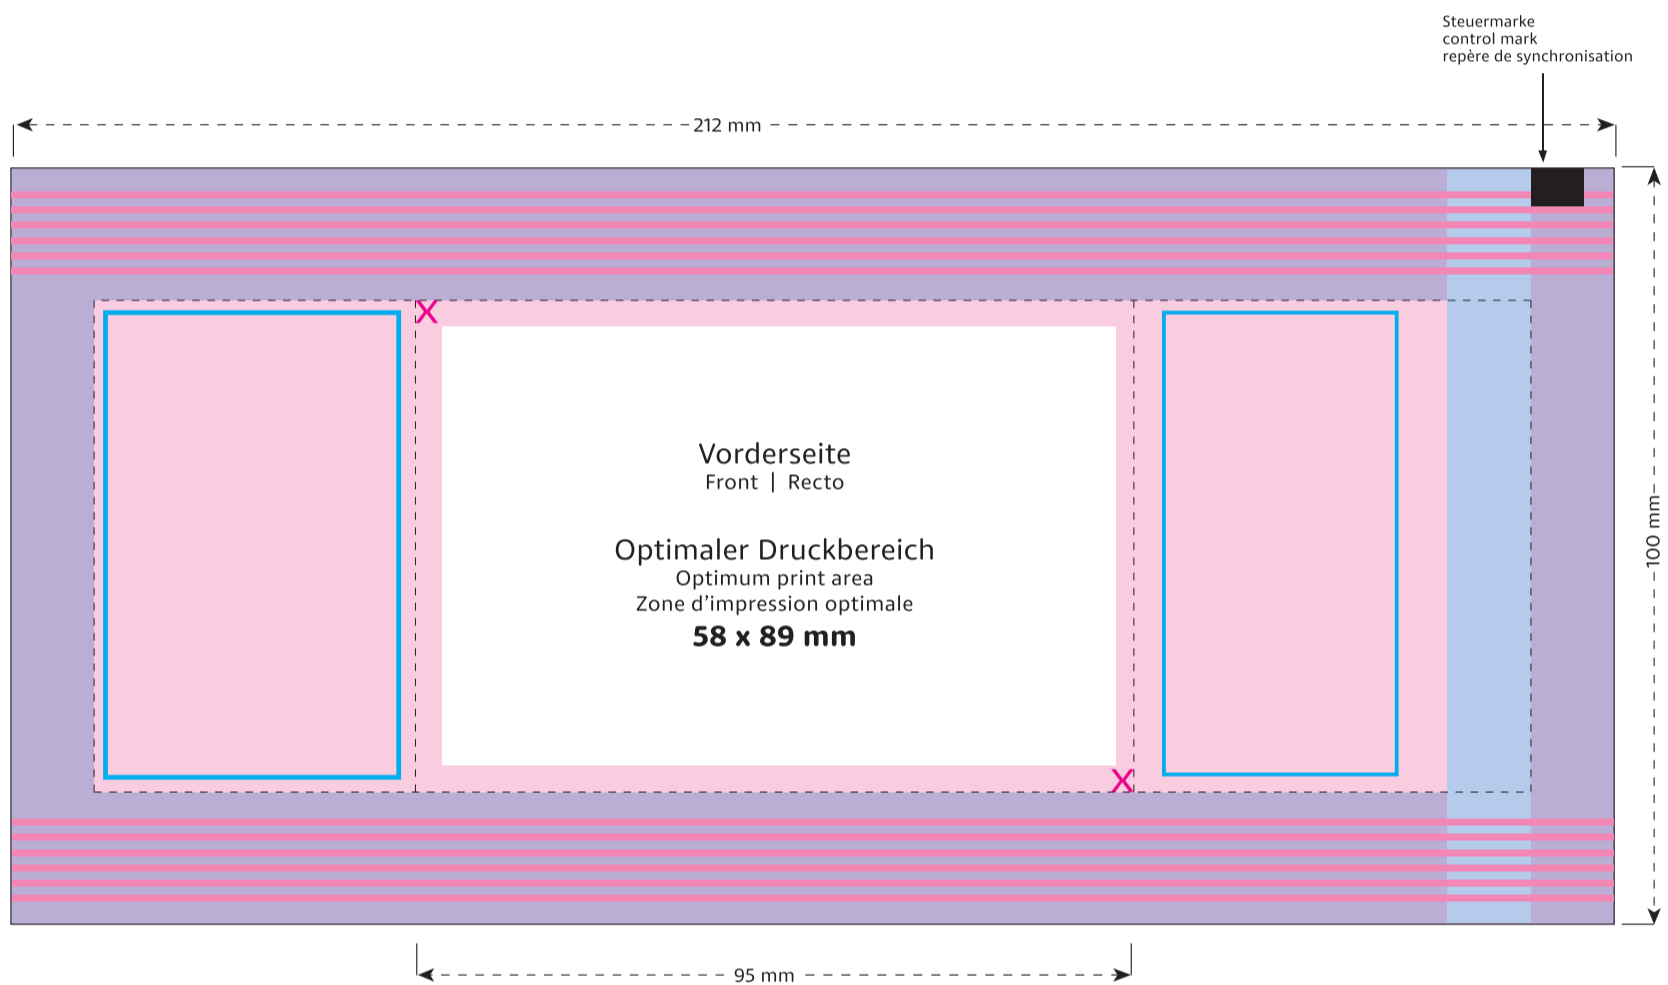 Steuermarke
control mark
repère de synchronisation
212 mm
X
Vorderseite
Front | Recto
Optimaler Druckbereich
Optimum print area
Zone d’impression optimale
58 x 89 mm
100 mm
X
95 mm